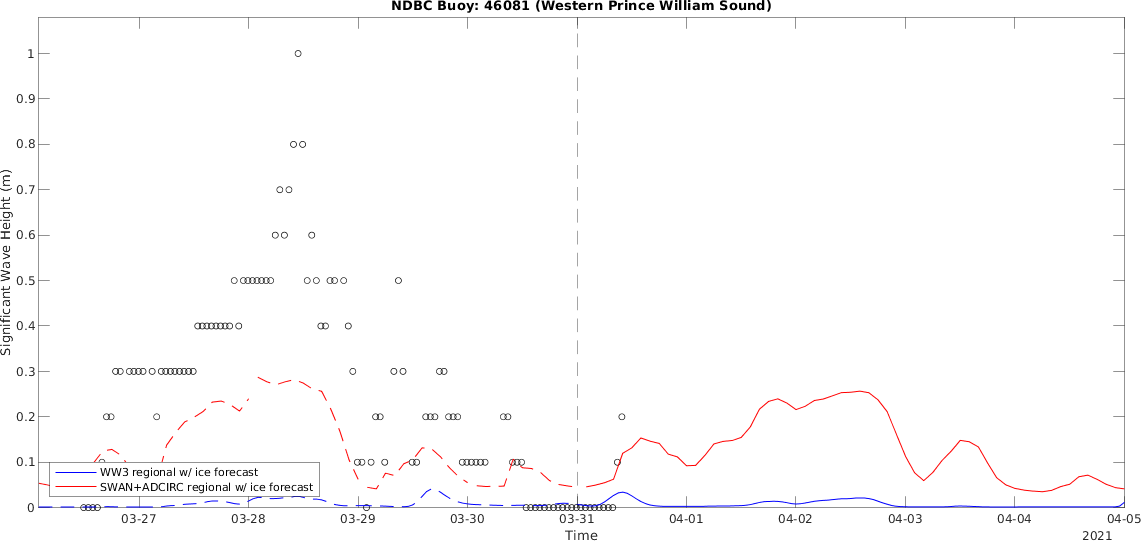 NDBC Buoy: 46081 (Western Prince William Sound)
Significant Wave Height (m)
1
0.9
0.8
0.7
0.6
0.5
0.4
0.3
0.2
0.1
0
WW3 regional w/ ice forecast
SWAN+ADCIRC regional w/ ice forecast
03-27 03-28 03-29 03-30 03-31 04-01 04-02 04-03 04-04 04-05
Time
2021